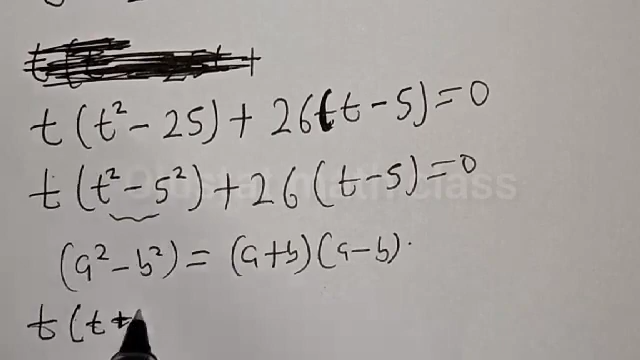 t(t² - 25) + 26(t - 5) = 0
t(t² - 5²) + 26(t - 5) = 0
(a² - b²) = (a+b)(a-b).
t(t+